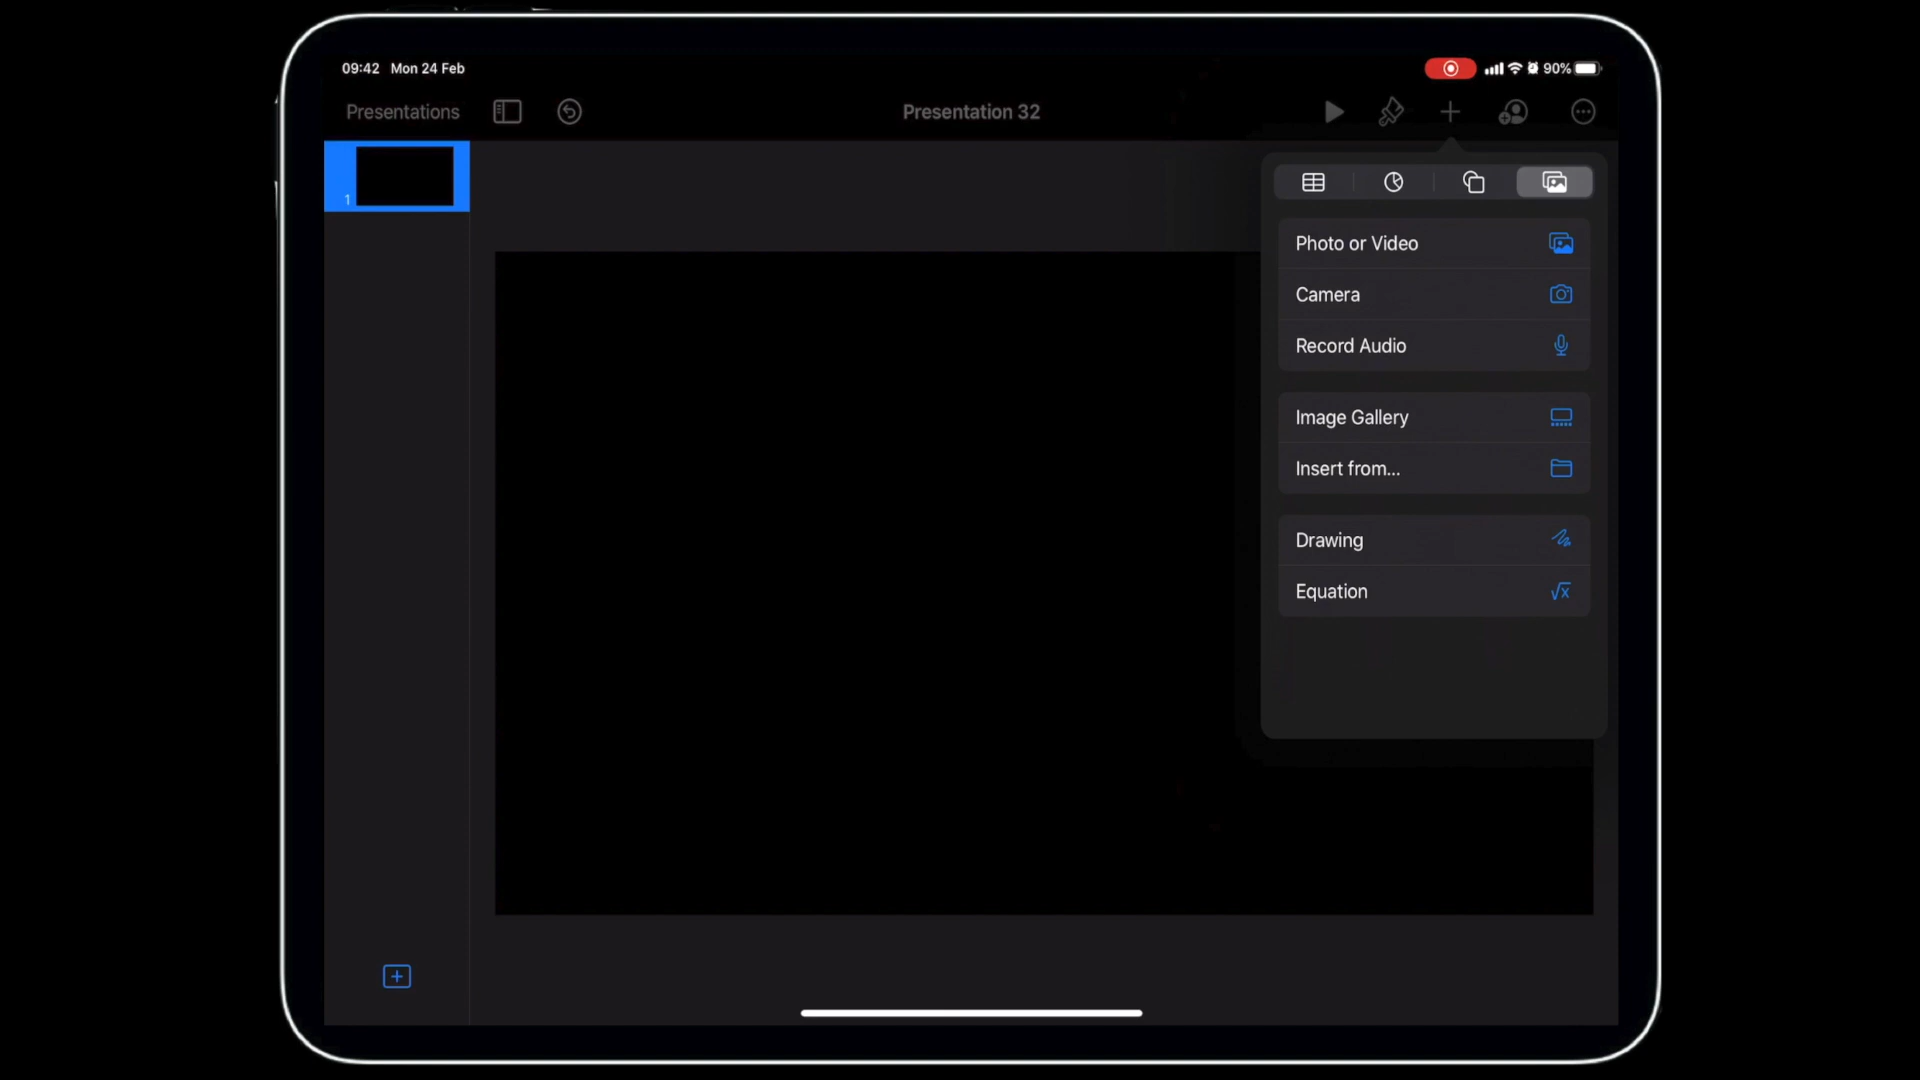 09:42 Mon 24 Feb
90%
Presentations
Presentation 32
1
Photo or Video
Camera
Record Audio
Image Gallery
Insert from...
Drawing
Equation
√x